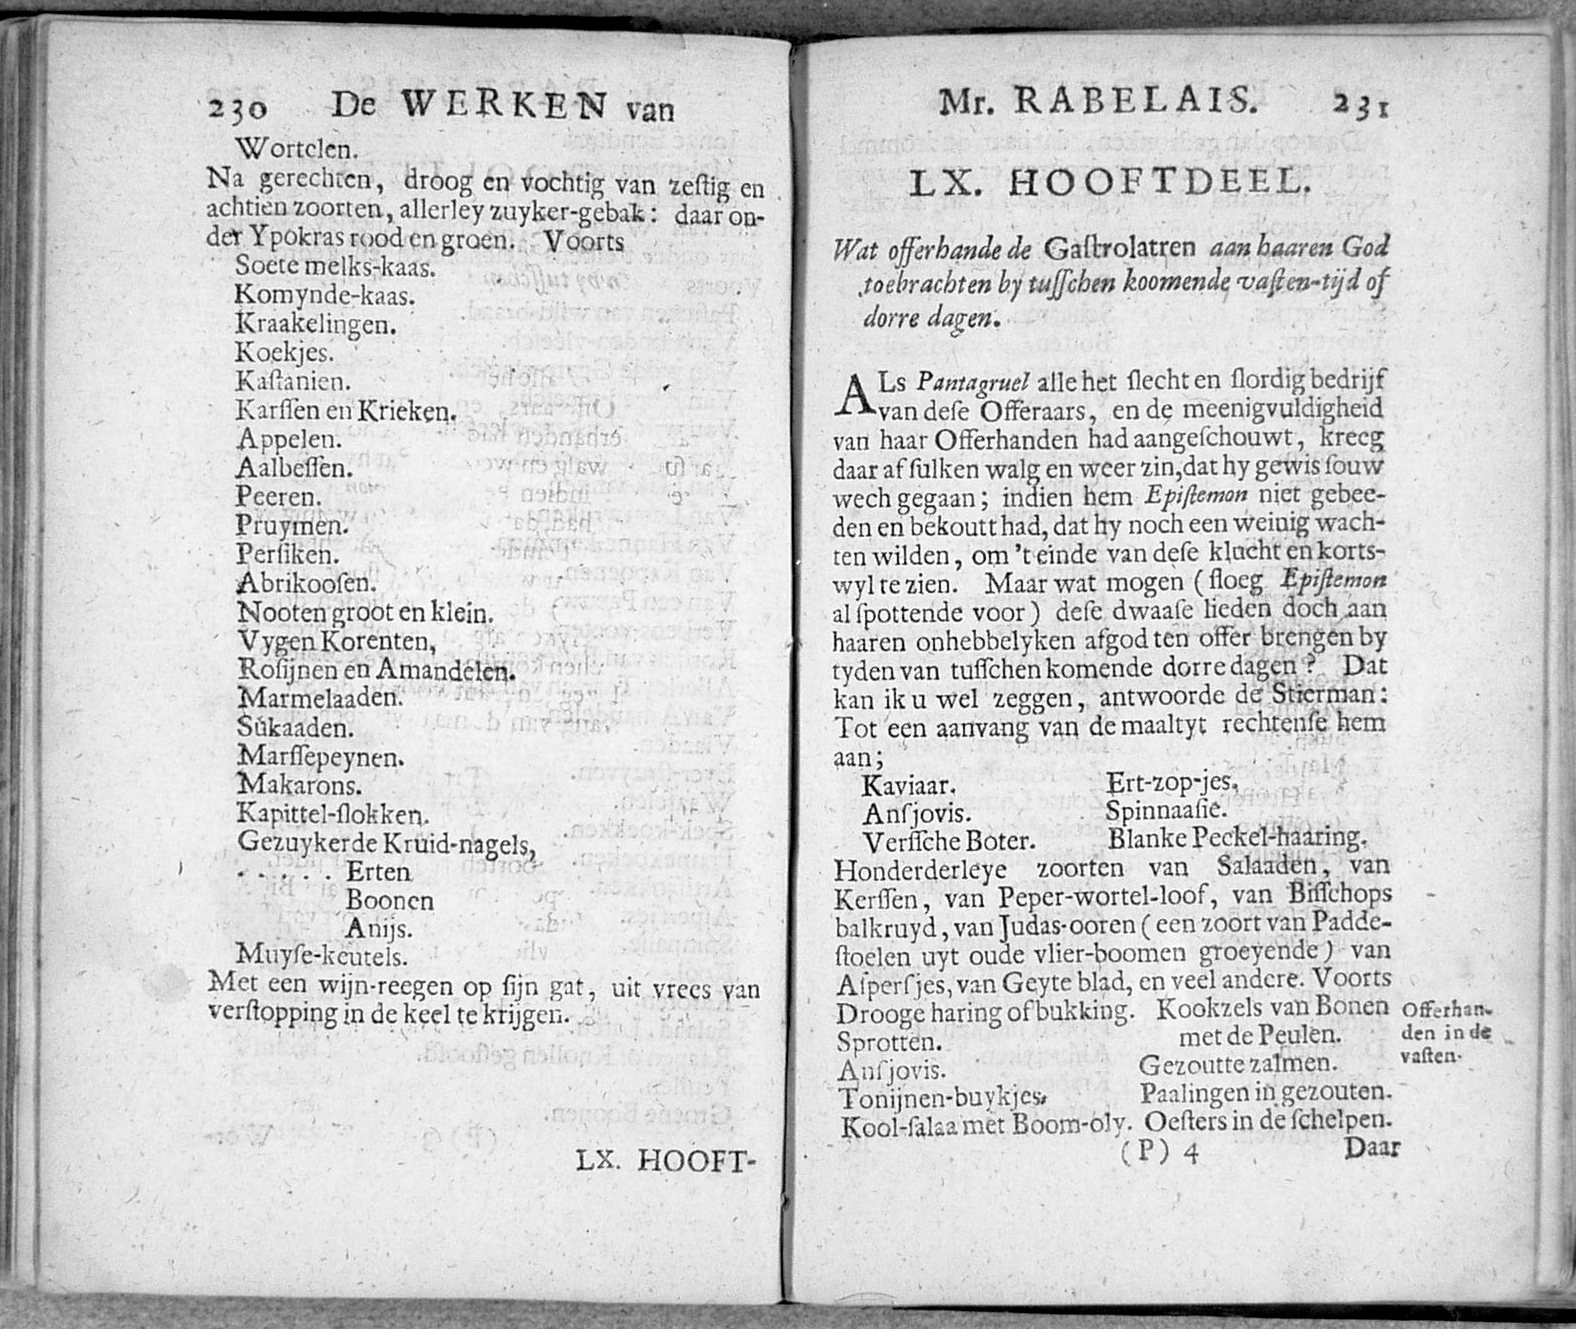 230 De WERKEN van
Wortelen.
Na gerechten, droog en vochtig van zeſtig en
achtien zoorten, allerley zuyker-gebak: daar on-
der Ypokras rood en groen. Voorts
Soete melks-kaas.
Komynde-kaas.
Kraakelingen.
Koekjes.
Kaſtanien.
Karſſen en Krieken.
Appelen.
Aalbeſſen.
Peeren.
Pruymen.
Perſiken.
Abrikooſen.
Nooten groot en klein.
Vygen Korenten,
Roſijnen en Amandelen.
Marmelaaden.
Sukaaden.
Marſſepeynen.
Makarons.
Kapittel-ſlokken.
Gezuykerde Kruid-nagels,
. . . . . Erten
Boonen
Anijs.
Muyſe-keutels.
Met een wijn-reegen op ſijn gat, uit vrees van
verſtopping in de keel te krijgen.
LX. HOOFT-
Mr. RABELAIS. 231
LX. HOOFTDEEL.
Wat offerhande de Gaſtrolatren aan haaren God
toebrachten by tuſſchen koomende vaſten-tijd of
dorre dagen.
ALs Pantagruel alle het ſlecht en ſlordig bedrijf
van deſe Offeraars, en de meenigvuldigheid
van haar Offerhanden had aangeſchouwt, kreeg
daar af ſulken walg en weer zin, dat hy gewis ſouw
wech gegaan; indien hem Epiſtemon niet gebee-
den en bekoutt had, dat hy noch een weinig wach-
ten wilden, om 't einde van deſe klucht en korts-
wyl te zien. Maar wat mogen (ſloeg Epiſtemon
al ſpottende voor) deſe dwaaſe lieden doch aan
haaren onhebbelyken afgod ten offer brengen by
tyden van tuſſchen komende dorre dagen? Dat
kan ik u wel zeggen, antwoorde de Stierman:
Tot een aanvang van de maaltyt rechtenſe hem
aan;
Kaviaar. Ert-zop-jes.
Anſjovis. Spinnaaſie.
Verſſche Boter. Blanke Peckel-haaring.
Honderderleye zoorten van Salaaden, van
Kerſſen, van Peper-wortel-loof, van Biſſchops
balkruyd, van Judas-ooren (een zoort van Padde-
ſtoelen uyt oude vlier-boomen groeyende) van
Aſperſjes, van Geyte blad, en veel andere. Voorts
Drooge haring of bukking. Kookzels van Bonen
Sprotten. met de Peulen.
Anſjovis. Gezoutte zalmen.
Tonijnen-buykjes. Paalingen in gezouten.
Kool-ſalaa met Boom-oly. Oeſters in de ſchelpen.
Offerhan-
den in de
vaſten.
(P) 4 Daar